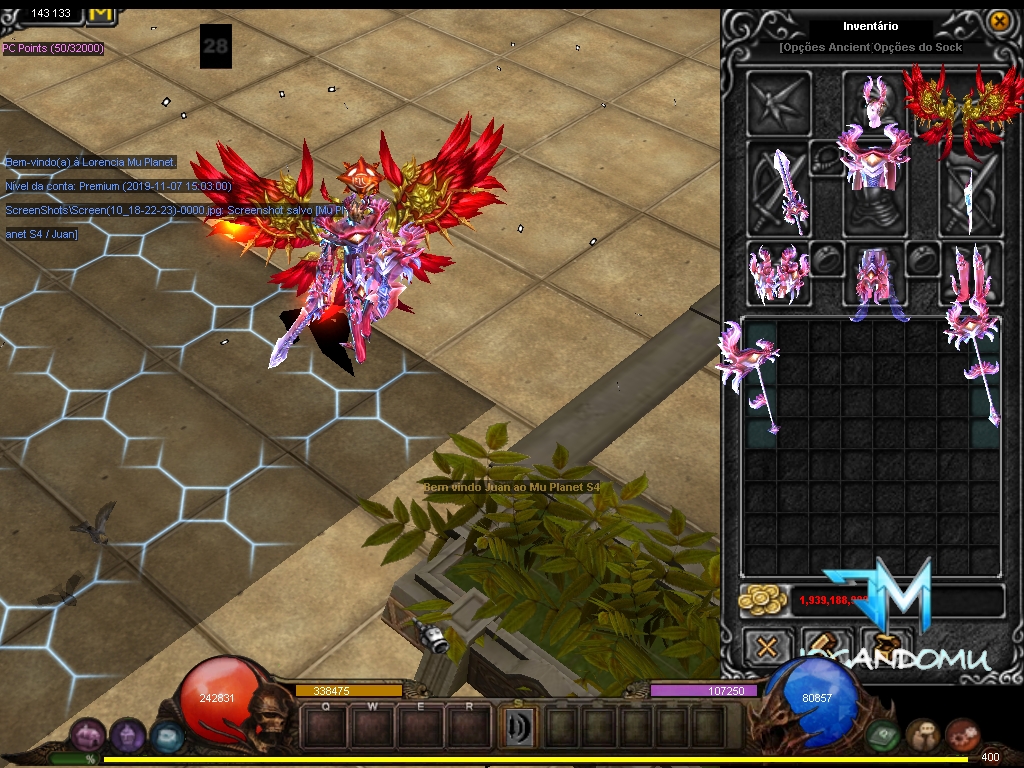 143 133
PC Points (50/32000)
28
Bem-vindo(a) á Lorencia Mu Planet.
Nível da conta: Premium (2019-11-07 15:03:00)
ScreenShots\Screen(10_18-22-23)-0000.jpg: Screenshot salvo [Mu Pl
anet S4 / Juan]
Inventário
[Opções Ancient Opções do Sock
Bem vindo Juan ao Mu Planet S4
1,939,188,
JOGANDOMU
242831
338475
Q W E R
107250
80857
%
400